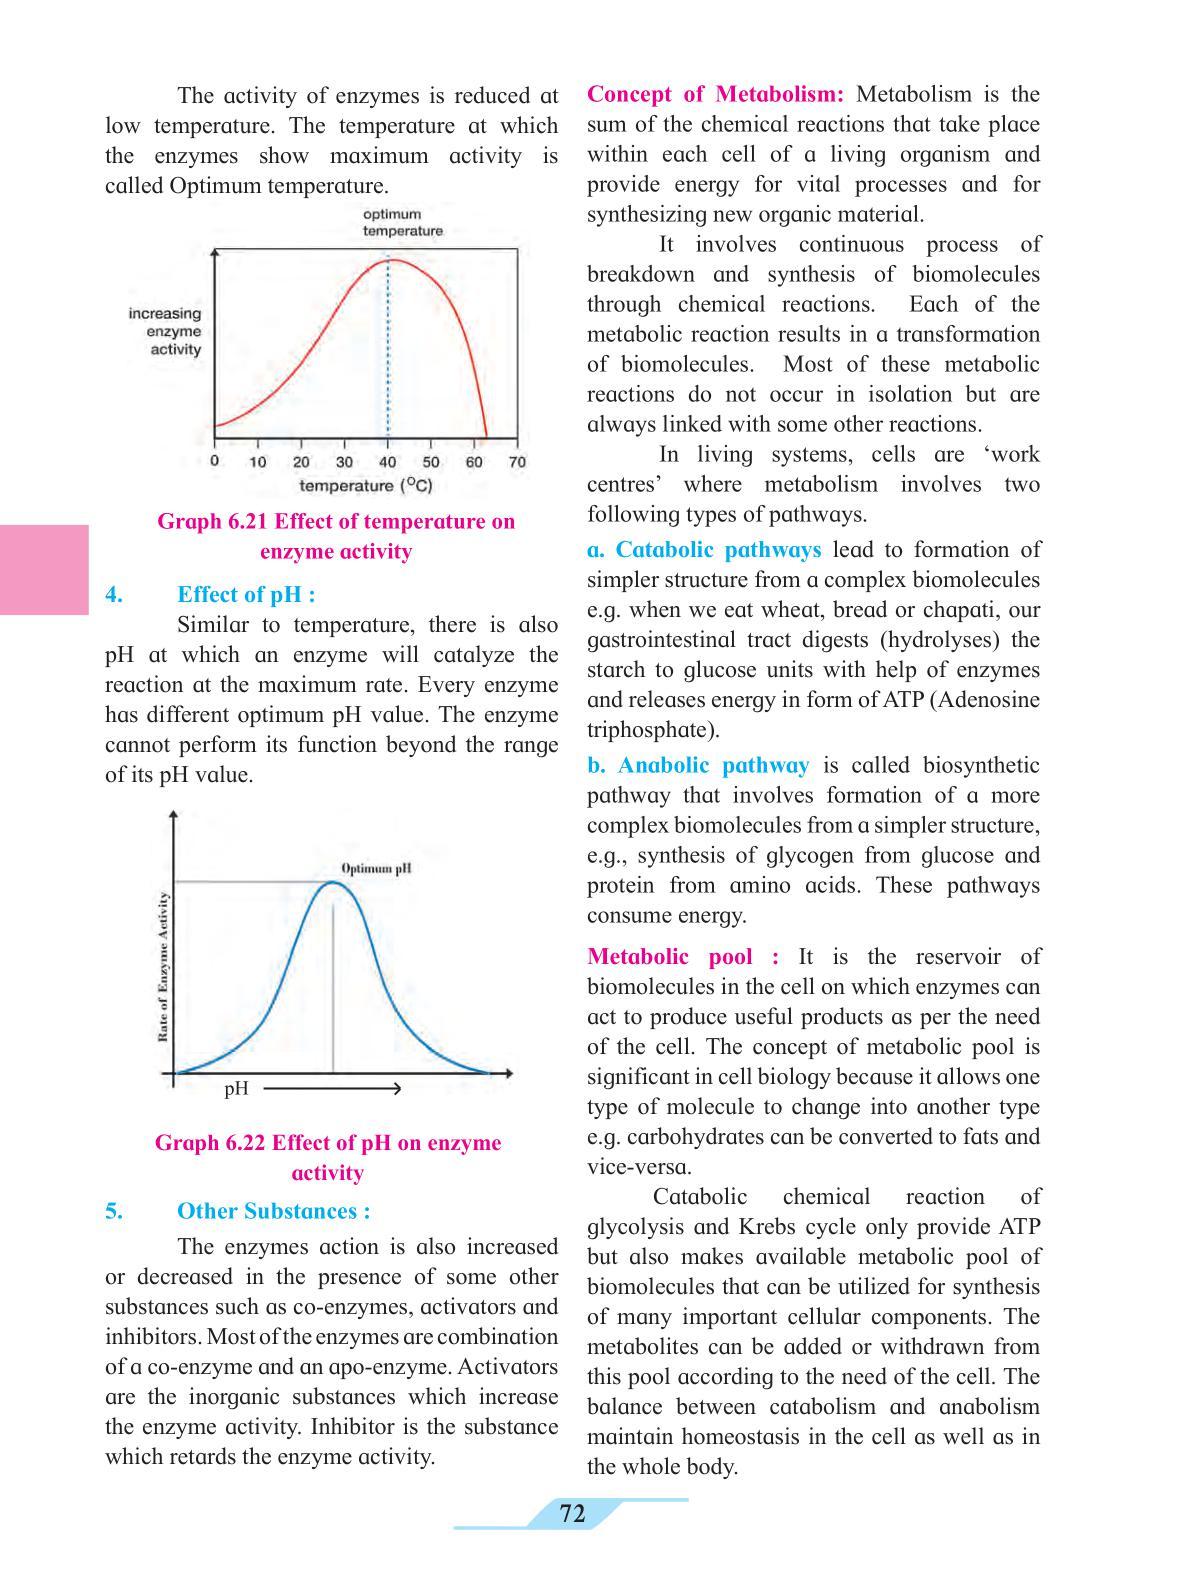 The activity of enzymes is reduced at
low temperature. The temperature at which
the enzymes show maximum activity is
called Optimum temperature.
optimum
temperature
increasing
enzyme
activity
0 10 20 30 40 50 60 70
temperature (°C)
Graph 6.21 Effect of temperature on
enzyme activity
4. Effect of pH :
Similar to temperature, there is also
pH at which an enzyme will catalyze the
reaction at the maximum rate. Every enzyme
has different optimum pH value. The enzyme
cannot perform its function beyond the range
of its pH value.
Optimum pH
Rate of Enzyme Activity
pH
Graph 6.22 Effect of pH on enzyme
activity
5. Other Substances :
The enzymes action is also increased
or decreased in the presence of some other
substances such as co-enzymes, activators and
inhibitors. Most of the enzymes are combination
of a co-enzyme and an apo-enzyme. Activators
are the inorganic substances which increase
the enzyme activity. Inhibitor is the substance
which retards the enzyme activity.
Concept of Metabolism: Metabolism is the
sum of the chemical reactions that take place
within each cell of a living organism and
provide energy for vital processes and for
synthesizing new organic material.
It involves continuous process of
breakdown and synthesis of biomolecules
through chemical reactions. Each of the
metabolic reaction results in a transformation
of biomolecules. Most of these metabolic
reactions do not occur in isolation but are
always linked with some other reactions.
In living systems, cells are ‘work
centres’ where metabolism involves two
following types of pathways.
a. Catabolic pathways lead to formation of
simpler structure from a complex biomolecules
e.g. when we eat wheat, bread or chapati, our
gastrointestinal tract digests (hydrolyses) the
starch to glucose units with help of enzymes
and releases energy in form of ATP (Adenosine
triphosphate).
b. Anabolic pathway is called biosynthetic
pathway that involves formation of a more
complex biomolecules from a simpler structure,
e.g., synthesis of glycogen from glucose and
protein from amino acids. These pathways
consume energy.
Metabolic pool : It is the reservoir of
biomolecules in the cell on which enzymes can
act to produce useful products as per the need
of the cell. The concept of metabolic pool is
significant in cell biology because it allows one
type of molecule to change into another type
e.g. carbohydrates can be converted to fats and
vice-versa.
Catabolic chemical reaction of
glycolysis and Krebs cycle only provide ATP
but also makes available metabolic pool of
biomolecules that can be utilized for synthesis
of many important cellular components. The
metabolites can be added or withdrawn from
this pool according to the need of the cell. The
balance between catabolism and anabolism
maintain homeostasis in the cell as well as in
the whole body.
72